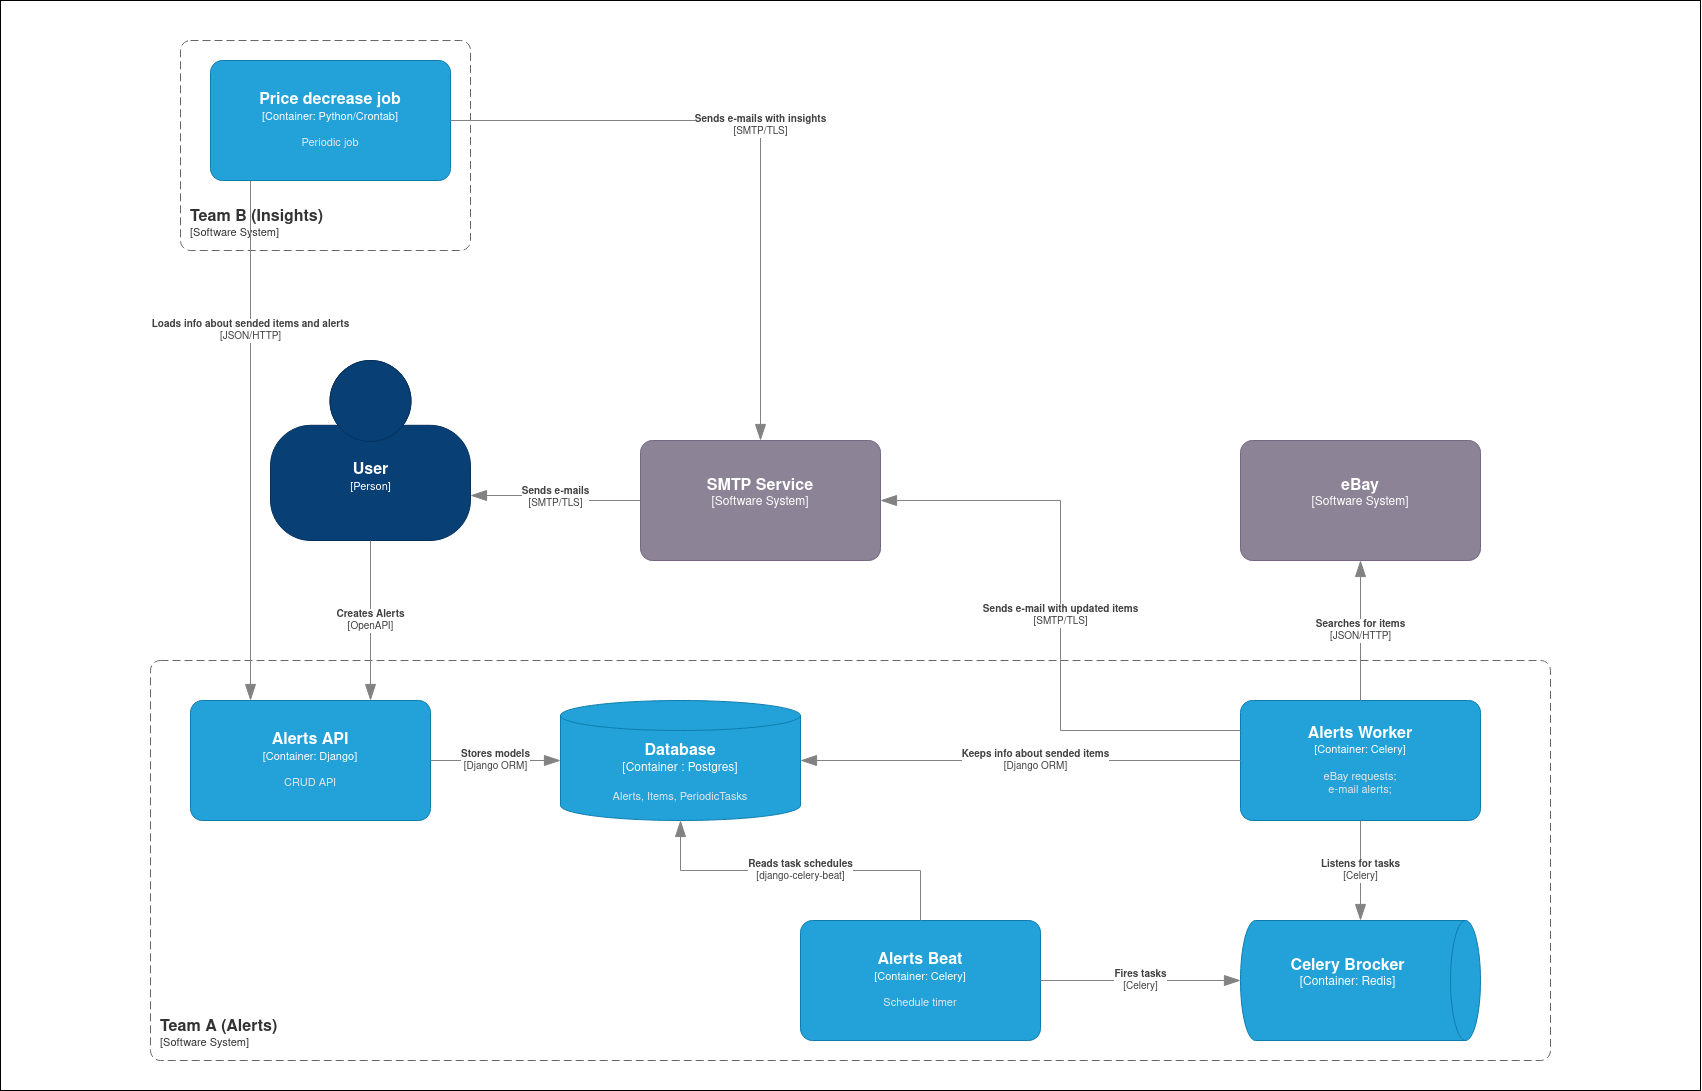 Price decrease job
[Container: Python/Crontab]
Periodic job
Team B (Insights)
[Software System]
Sends e-mails with insights
[SMTP/TLS]
Loads info about sended items and alerts
[JSON/HTTP]
User
[Person]
Sends e-mails
[SMTP/TLS]
SMTP Service
[Software System]
eBay
[Software System]
Creates Alerts
[OpenAPI]
Sends e-mail with updated items
[SMTP/TLS]
Searches for items
[JSON/HTTP]
Alerts API
[Container: Django]
CRUD API
Stores models
[Django ORM]
Database
[Container : Postgres]
Alerts, Items, PeriodicTasks
Keeps info about sended items
[Django ORM]
Alerts Worker
[Container: Celery]
eBay requests;
e-mail alerts;
Reads task schedules
[django-celery-beat]
Listens for tasks
[Celery]
Alerts Beat
[Container: Celery]
Schedule timer
Fires tasks
[Celery]
Celery Brocker
[Container: Redis]
Team A (Alerts)
[Software System]